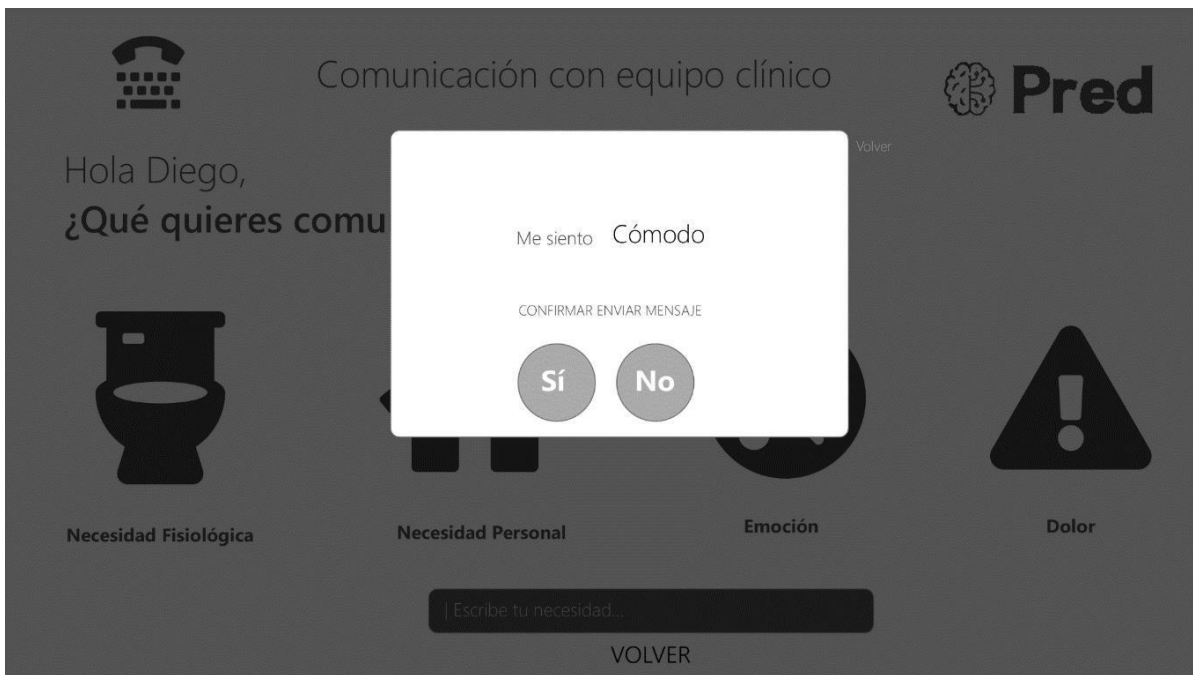 Comunicación con equipo clínico
Pred
Volver
Hola Diego,
¿Qué quieres comu
Me siento Cómodo
CONFIRMAR ENVIAR MENSAJE
Sí No
Necesidad Fisiológica
Necesidad Personal
Emoción
Dolor
| Escribe tu necesidad...
VOLVER